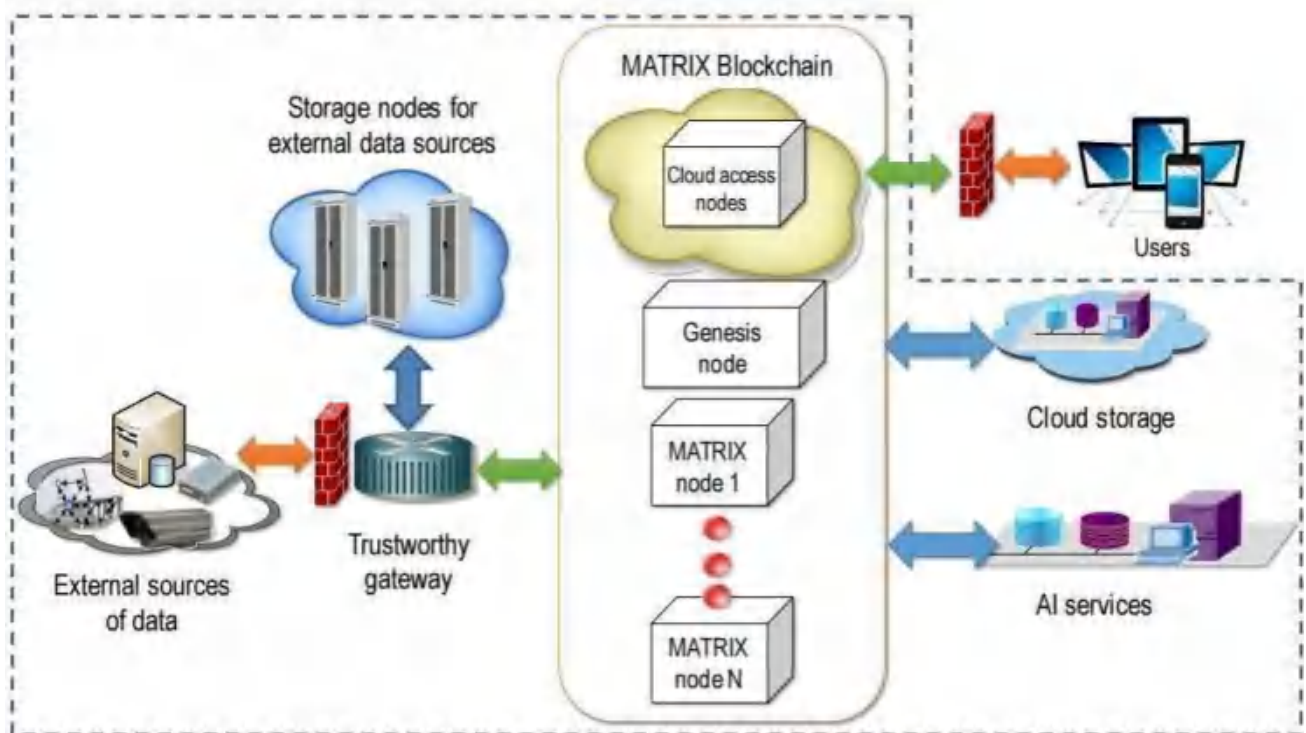 MATRIX Blockchain
Storage nodes for
external data sources
Cloud access
nodes
Users
Genesis
node
Cloud storage
MATRIX
node 1
Trustworthy
gateway
External sources
of data
AI services
MATRIX
node N